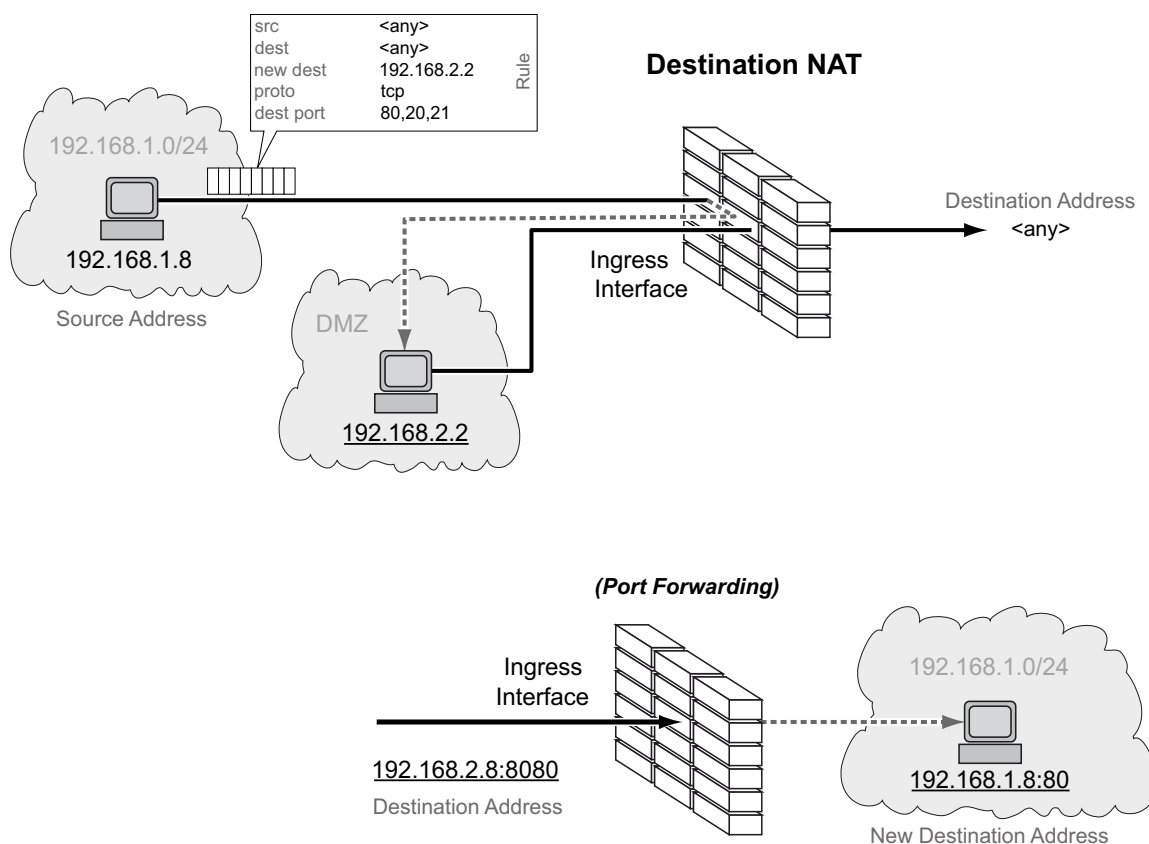 src <any>
dest <any>
new dest 192.168.2.2
proto tcp
dest port 80,20,21
Rule
Destination NAT
192.168.1.0/24
192.168.1.8
Source Address
Ingress
Interface
Destination Address
<any>
DMZ
192.168.2.2
(Port Forwarding)
Ingress
Interface
192.168.2.8:8080
Destination Address
192.168.1.0/24
192.168.1.8:80
New Destination Address